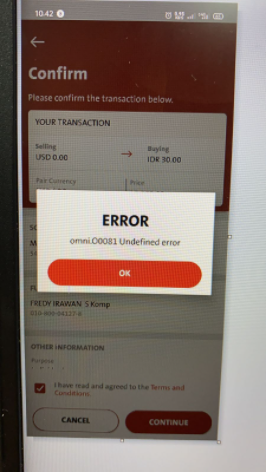 10.42
Confirm
Please confirm the transaction below.
YOUR TRANSACTION
Selling
Buying
USD 0.00
IDR 30.00
Pair Currency
Price
ERROR
omni.00081 Undefined error
OK
FREDY IRAWAN S Komp
OTHER INFORMATION
Purpose
I have read and agreed to the Terms and
Conditions.
CANCEL
CONTINUE